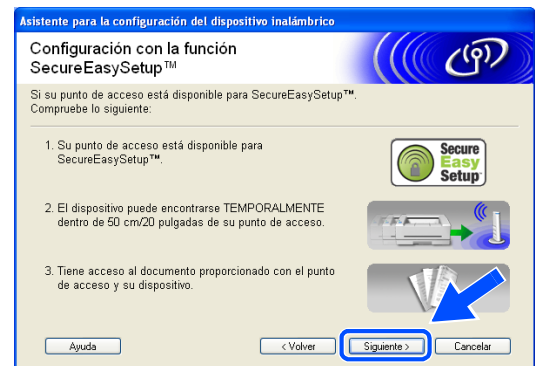 Asistente para la configuración del dispositivo inalámbrico
Configuración con la función
SecureEasySetup™
Si su punto de acceso está disponible para SecureEasySetup™.
Compruebe lo siguiente:
1. Su punto de acceso está disponible para
SecureEasySetup™.
Secure
Easy
Setup™
2. El dispositivo puede encontrarse TEMPORALMENTE
dentro de 50 cm/20 pulgadas de su punto de acceso.
3. Tiene acceso al documento proporcionado con el punto
de acceso y su dispositivo.
Ayuda
< Volver
Siguiente >
Cancelar